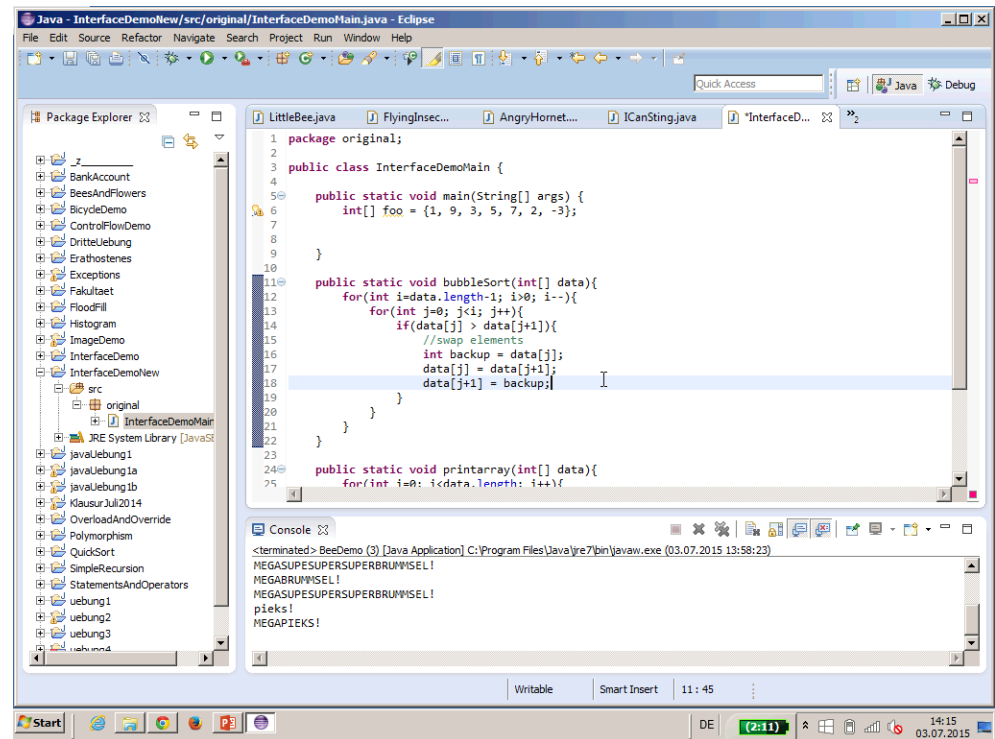 Java - InterfaceDemoNew/src/original/InterfaceDemoMain.java - Eclipse
File Edit Source Refactor Navigate Search Project Run Window Help
Quick Access
Java
Debug
Package Explorer
_z_________
BankAccount
BeesAndFlowers
BicycleDemo
ControlFlowDemo
DritteUebung
Erathostenes
Exceptions
Fakultaet
FloodFill
Histogram
ImageDemo
InterfaceDemo
InterfaceDemoNew
src
original
InterfaceDemoMain
JRE System Library [JavaSE
javaUebung1
javaUebung1a
javaUebung1b
KlausurJuli2014
OverloadAndOverride
Polymorphism
QuickSort
SimpleRecursion
StatementsAndOperators
uebung1
uebung2
uebung3
uebung4
LittleBee.java FlyingInsec... AngryHornet.... ICanSting.java *InterfaceD... »2
1 package original;
2
3 public class InterfaceDemoMain {
4
5 public static void main(String[] args) {
6 int[] foo = {1, 9, 3, 5, 7, 2, -3};
7
8
9 }
10
11 public static void bubbleSort(int[] data){
12 for(int i=data.length-1; i>0; i--){
13 for(int j=0; j<i; j++){
14 if(data[j] > data[j+1]){
15 //swap elements
16 int backup = data[j];
17 data[j] = data[j+1];
18 data[j+1] = backup;
19 }
20 }
21 }
22 }
23
24 public static void printarray(int[] data){
25 for(int i=0; i<data.length; i++){
Console
<terminated> BeeDemo (3) [Java Application] C:\Program Files\Java\jre7\bin\javaw.exe (03.07.2015 13:58:23)
MEGASUPESUPERSUPERBRUMMSEL!
MEGABRUMMSEL!
MEGASUPESUPERSUPERBRUMMSEL!
pieks!
MEGAPIEKS!
Writable Smart Insert 11 : 45
Start
DE (2:11) 14:15
03.07.2015